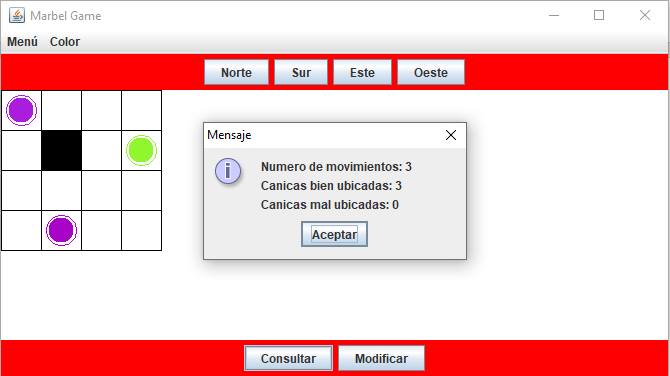 Marbel Game
Menú Color
Norte Sur Este Oeste
Mensaje
Numero de movimientos: 3
Canicas bien ubicadas: 3
Canicas mal ubicadas: 0
Aceptar
Consultar Modificar